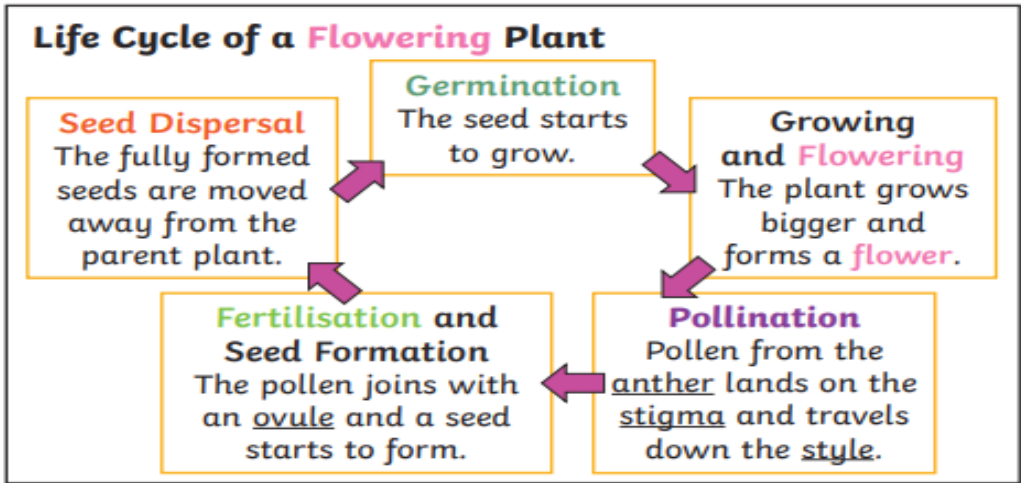 Life Cycle of a Flowering Plant
Germination
The seed starts
to grow.
Growing
and Flowering
The plant grows
bigger and
forms a flower.
Pollination
Pollen from the
anther lands on the
stigma and travels
down the style.
Fertilisation and
Seed Formation
The pollen joins with
an ovule and a seed
starts to form.
Seed Dispersal
The fully formed
seeds are moved
away from the
parent plant.